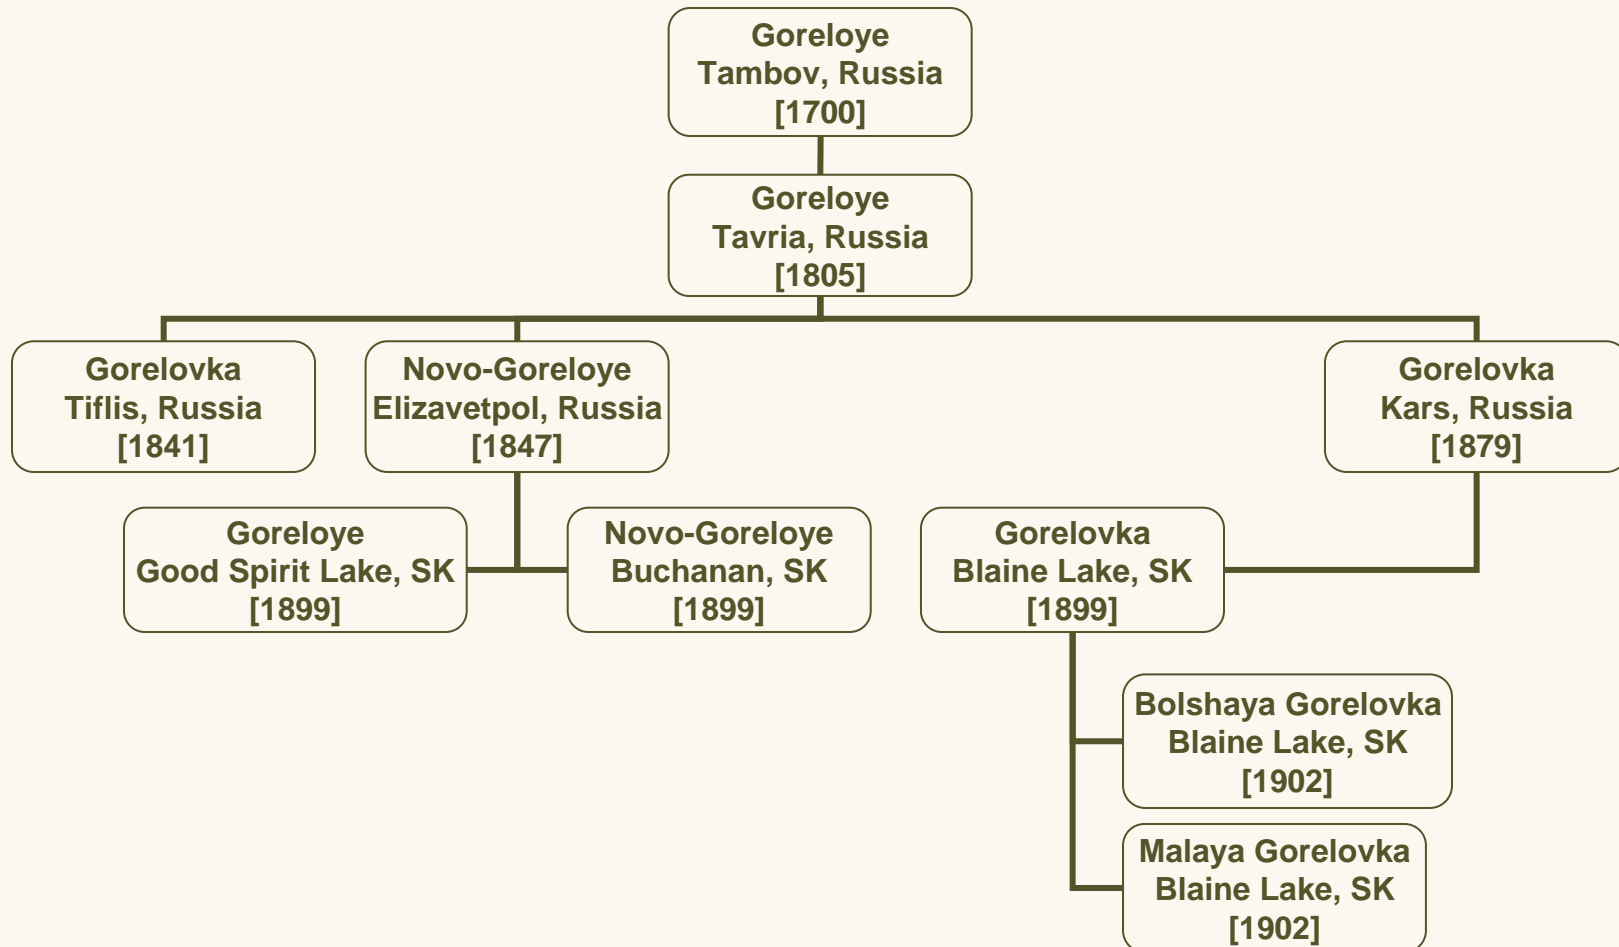 Goreloye
Tambov, Russia
[1700]
Goreloye
Tavria, Russia
[1805]
Gorelovka
Tiflis, Russia
[1841]
Novo-Goreloye
Elizavetpol, Russia
[1847]
Gorelovka
Kars, Russia
[1879]
Goreloye
Good Spirit Lake, SK
[1899]
Novo-Goreloye
Buchanan, SK
[1899]
Gorelovka
Blaine Lake, SK
[1899]
Bolshaya Gorelovka
Blaine Lake, SK
[1902]
Malaya Gorelovka
Blaine Lake, SK
[1902]